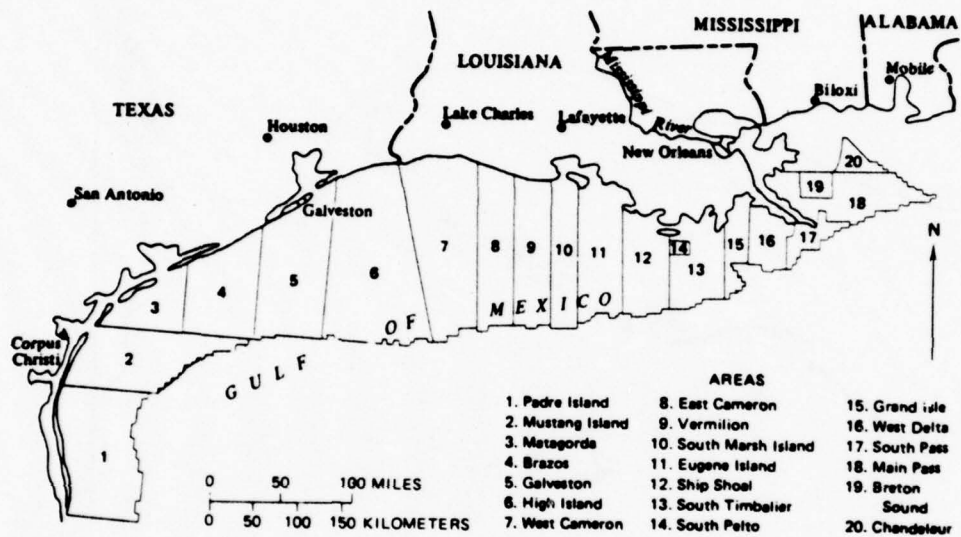 MISSISSIPPI
ALABAMA
LOUISIANA
Mobile
Biloxi
TEXAS
Mississippi River
Lake Charles
Lafayette
Houston
New Orleans
20
19
San Antonio
18
Galveston
N
17
16
15
14
7
8
9
10
11
12
13
6
5
4
3
GULF OF MEXICO
Corpus
Christi
2
1
AREAS
1. Padre Island
2. Mustang Island
3. Matagorda
4. Brazos
5. Galveston
6. High Island
7. West Cameron
8. East Cameron
9. Vermilion
10. South Marsh Island
11. Eugene Island
12. Ship Shoal
13. South Timbalier
14. South Pelto
15. Grand Isle
16. West Delta
17. South Pass
18. Main Pass
19. Breton
Sound
20. Chandeleur
0 50 100 MILES
0 50 100 150 KILOMETERS